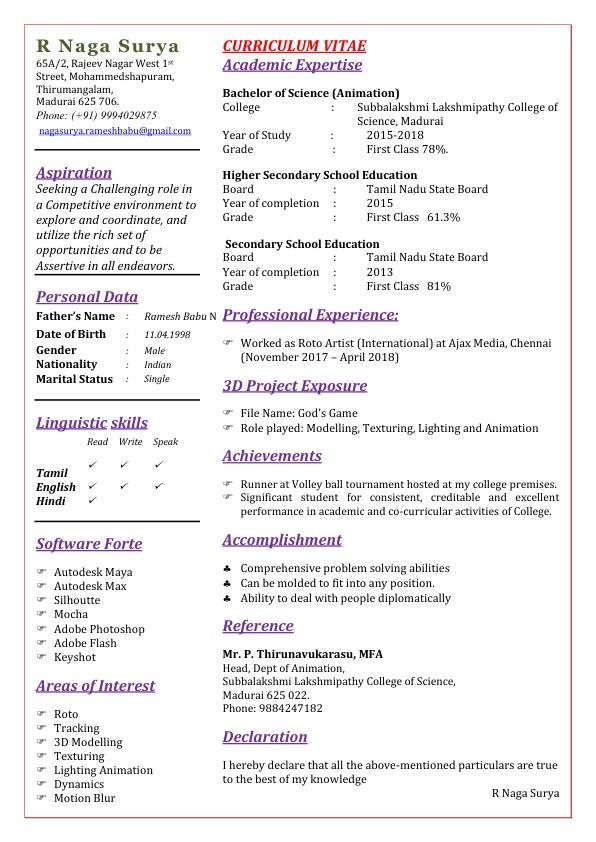 R Naga Surya
65A/2, Rajeev Nagar West 1st
Street, Mohammedshapuram,
Thirumangalam,
Madurai 625 706.
Phone: (+91) 9994029875
nagasurya.rameshbabu@gmail.com
Aspiration
Seeking a Challenging role in
a Competitive environment to
explore and coordinate, and
utilize the rich set of
opportunities and to be
Assertive in all endeavors.
Personal Data
Father's Name : Ramesh Babu N
Date of Birth : 11.04.1998
Gender : Male
Nationality : Indian
Marital Status : Single
Linguistic skills
Read Write Speak
Tamil ✓ ✓ ✓
English ✓ ✓ ✓
Hindi ✓
Software Forte
☞ Autodesk Maya
☞ Autodesk Max
☞ Silhoutte
☞ Mocha
☞ Adobe Photoshop
☞ Adobe Flash
☞ Keyshot
Areas of Interest
☞ Roto
☞ Tracking
☞ 3D Modelling
☞ Texturing
☞ Lighting Animation
☞ Dynamics
☞ Motion Blur
CURRICULUM VITAE
Academic Expertise
Bachelor of Science (Animation)
College : Subbalakshmi Lakshmipathy College of
Science, Madurai
Year of Study : 2015-2018
Grade : First Class 78%.
Higher Secondary School Education
Board : Tamil Nadu State Board
Year of completion : 2015
Grade : First Class 61.3%
Secondary School Education
Board : Tamil Nadu State Board
Year of completion : 2013
Grade : First Class 81%
Professional Experience:
☞ Worked as Roto Artist (International) at Ajax Media, Chennai
(November 2017 – April 2018)
3D Project Exposure
☞ File Name: God's Game
☞ Role played: Modelling, Texturing, Lighting and Animation
Achievements
☞ Runner at Volley ball tournament hosted at my college premises.
☞ Significant student for consistent, creditable and excellent
performance in academic and co-curricular activities of College.
Accomplishment
♣ Comprehensive problem solving abilities
♣ Can be molded to fit into any position.
♣ Ability to deal with people diplomatically
Reference
Mr. P. Thirunavukarasu, MFA
Head, Dept of Animation,
Subbalakshmi Lakshmipathy College of Science,
Madurai 625 022.
Phone: 9884247182
Declaration
I hereby declare that all the above-mentioned particulars are true
to the best of my knowledge
R Naga Surya